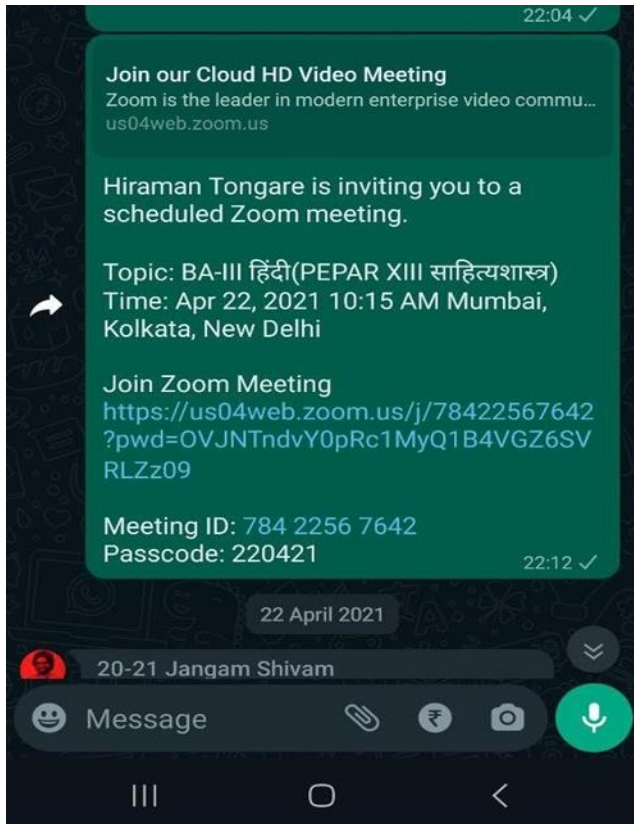 22:04
Join our Cloud HD Video Meeting
Zoom is the leader in modern enterprise video commu...
us04web.zoom.us
Hiraman Tongare is inviting you to a
scheduled Zoom meeting.
Topic: BA-III हिंदी(PEPAR XIII साहित्यशास्त्र)
Time: Apr 22, 2021 10:15 AM Mumbai,
Kolkata, New Delhi
Join Zoom Meeting
https://us04web.zoom.us/j/78422567642
?pwd=OVJNTndvY0pRc1MyQ1B4VGZ6SV
RLZz09
Meeting ID: 784 2256 7642
Passcode: 220421
22:12
22 April 2021
20-21 Jangam Shivam
Message